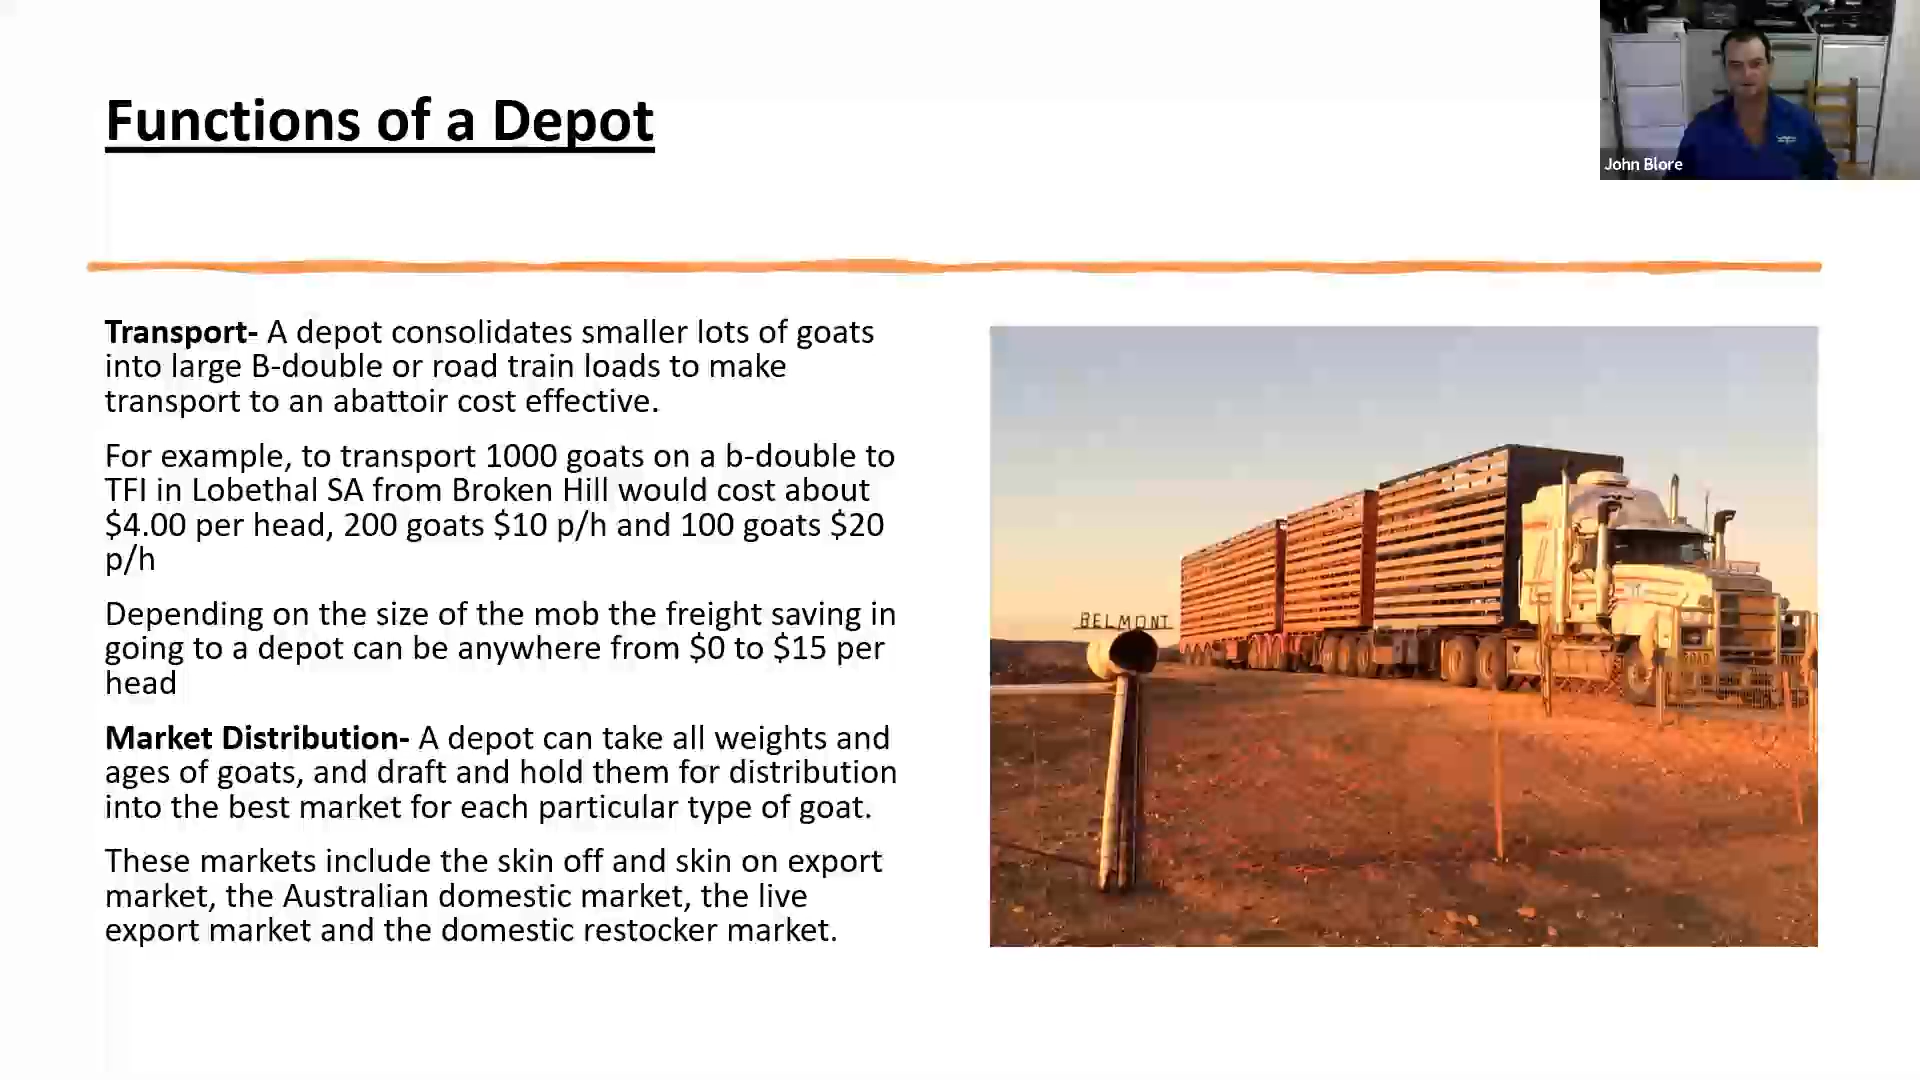 Functions of a Depot
John Blore
Transport- A depot consolidates smaller lots of goats
into large B-double or road train loads to make
transport to an abattoir cost effective.
For example, to transport 1000 goats on a b-double to
TFI in Lobethal SA from Broken Hill would cost about
$4.00 per head, 200 goats $10 p/h and 100 goats $20
p/h
Depending on the size of the mob the freight saving in
going to a depot can be anywhere from $0 to $15 per
head
Market Distribution- A depot can take all weights and
ages of goats, and draft and hold them for distribution
into the best market for each particular type of goat.
These markets include the skin off and skin on export
market, the Australian domestic market, the live
export market and the domestic restocker market.
BELMONT